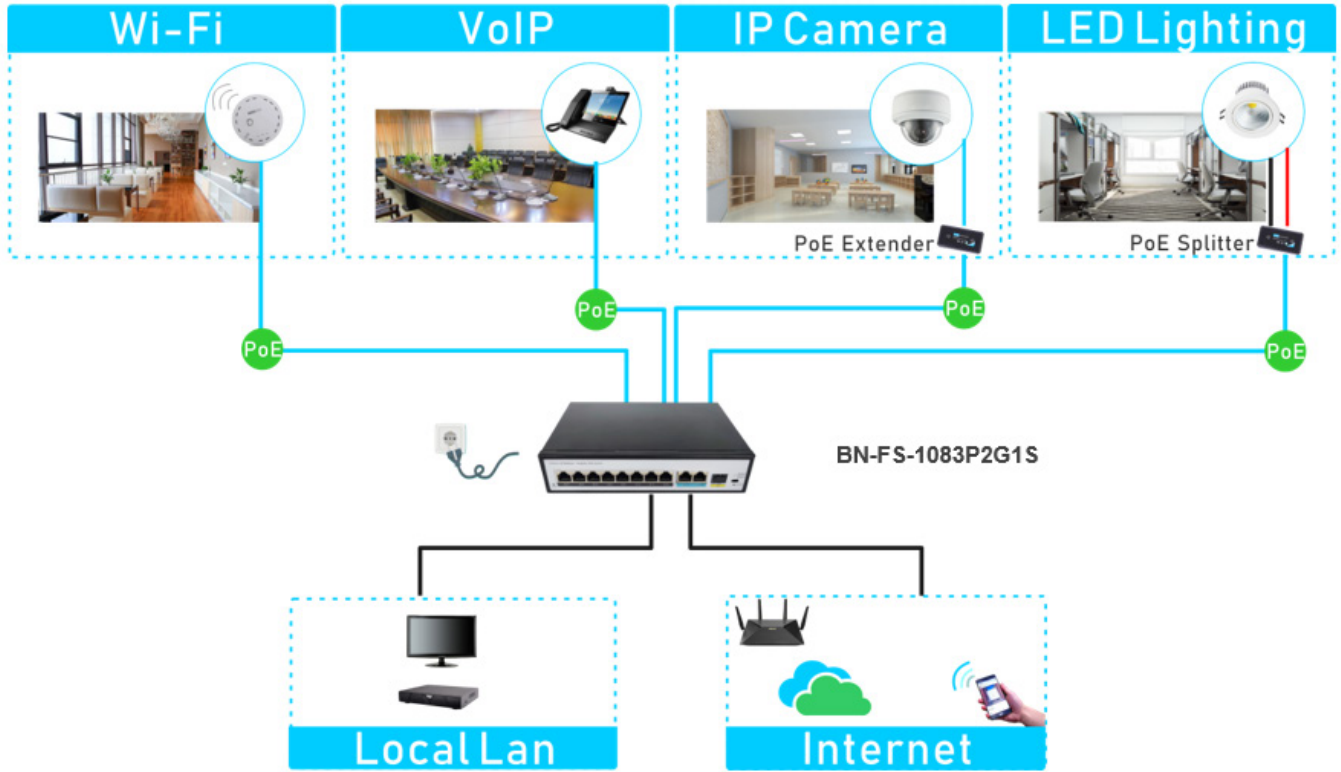 Wi-Fi
VoIP
IP Camera
LED Lighting
PoE Extender
PoE Splitter
PoE
PoE
PoE
PoE
BN-FS-1083P2G1S
Local Lan
Internet